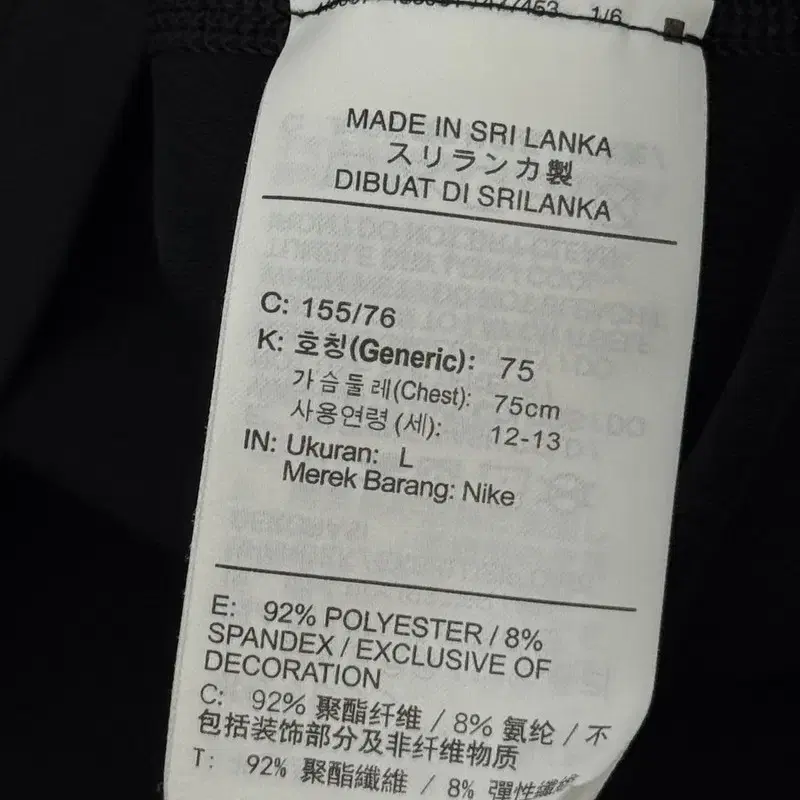 1/6
MADE IN SRI LANKA
スリランカ製
DIBUAT DI SRILANKA
C: 155/76
K: 호칭(Generic): 75
가슴둘레(Chest): 75cm
사용연령(세): 12-13
IN: Ukuran: L
Merek Barang: Nike
E: 92% POLYESTER / 8%
SPANDEX / EXCLUSIVE OF
DECORATION
C: 92% 聚酯纤维 / 8% 氨纶 / 不
包括装饰部分及非纤维物质
T: 92% 聚酯纖維 / 8% 彈性纖維